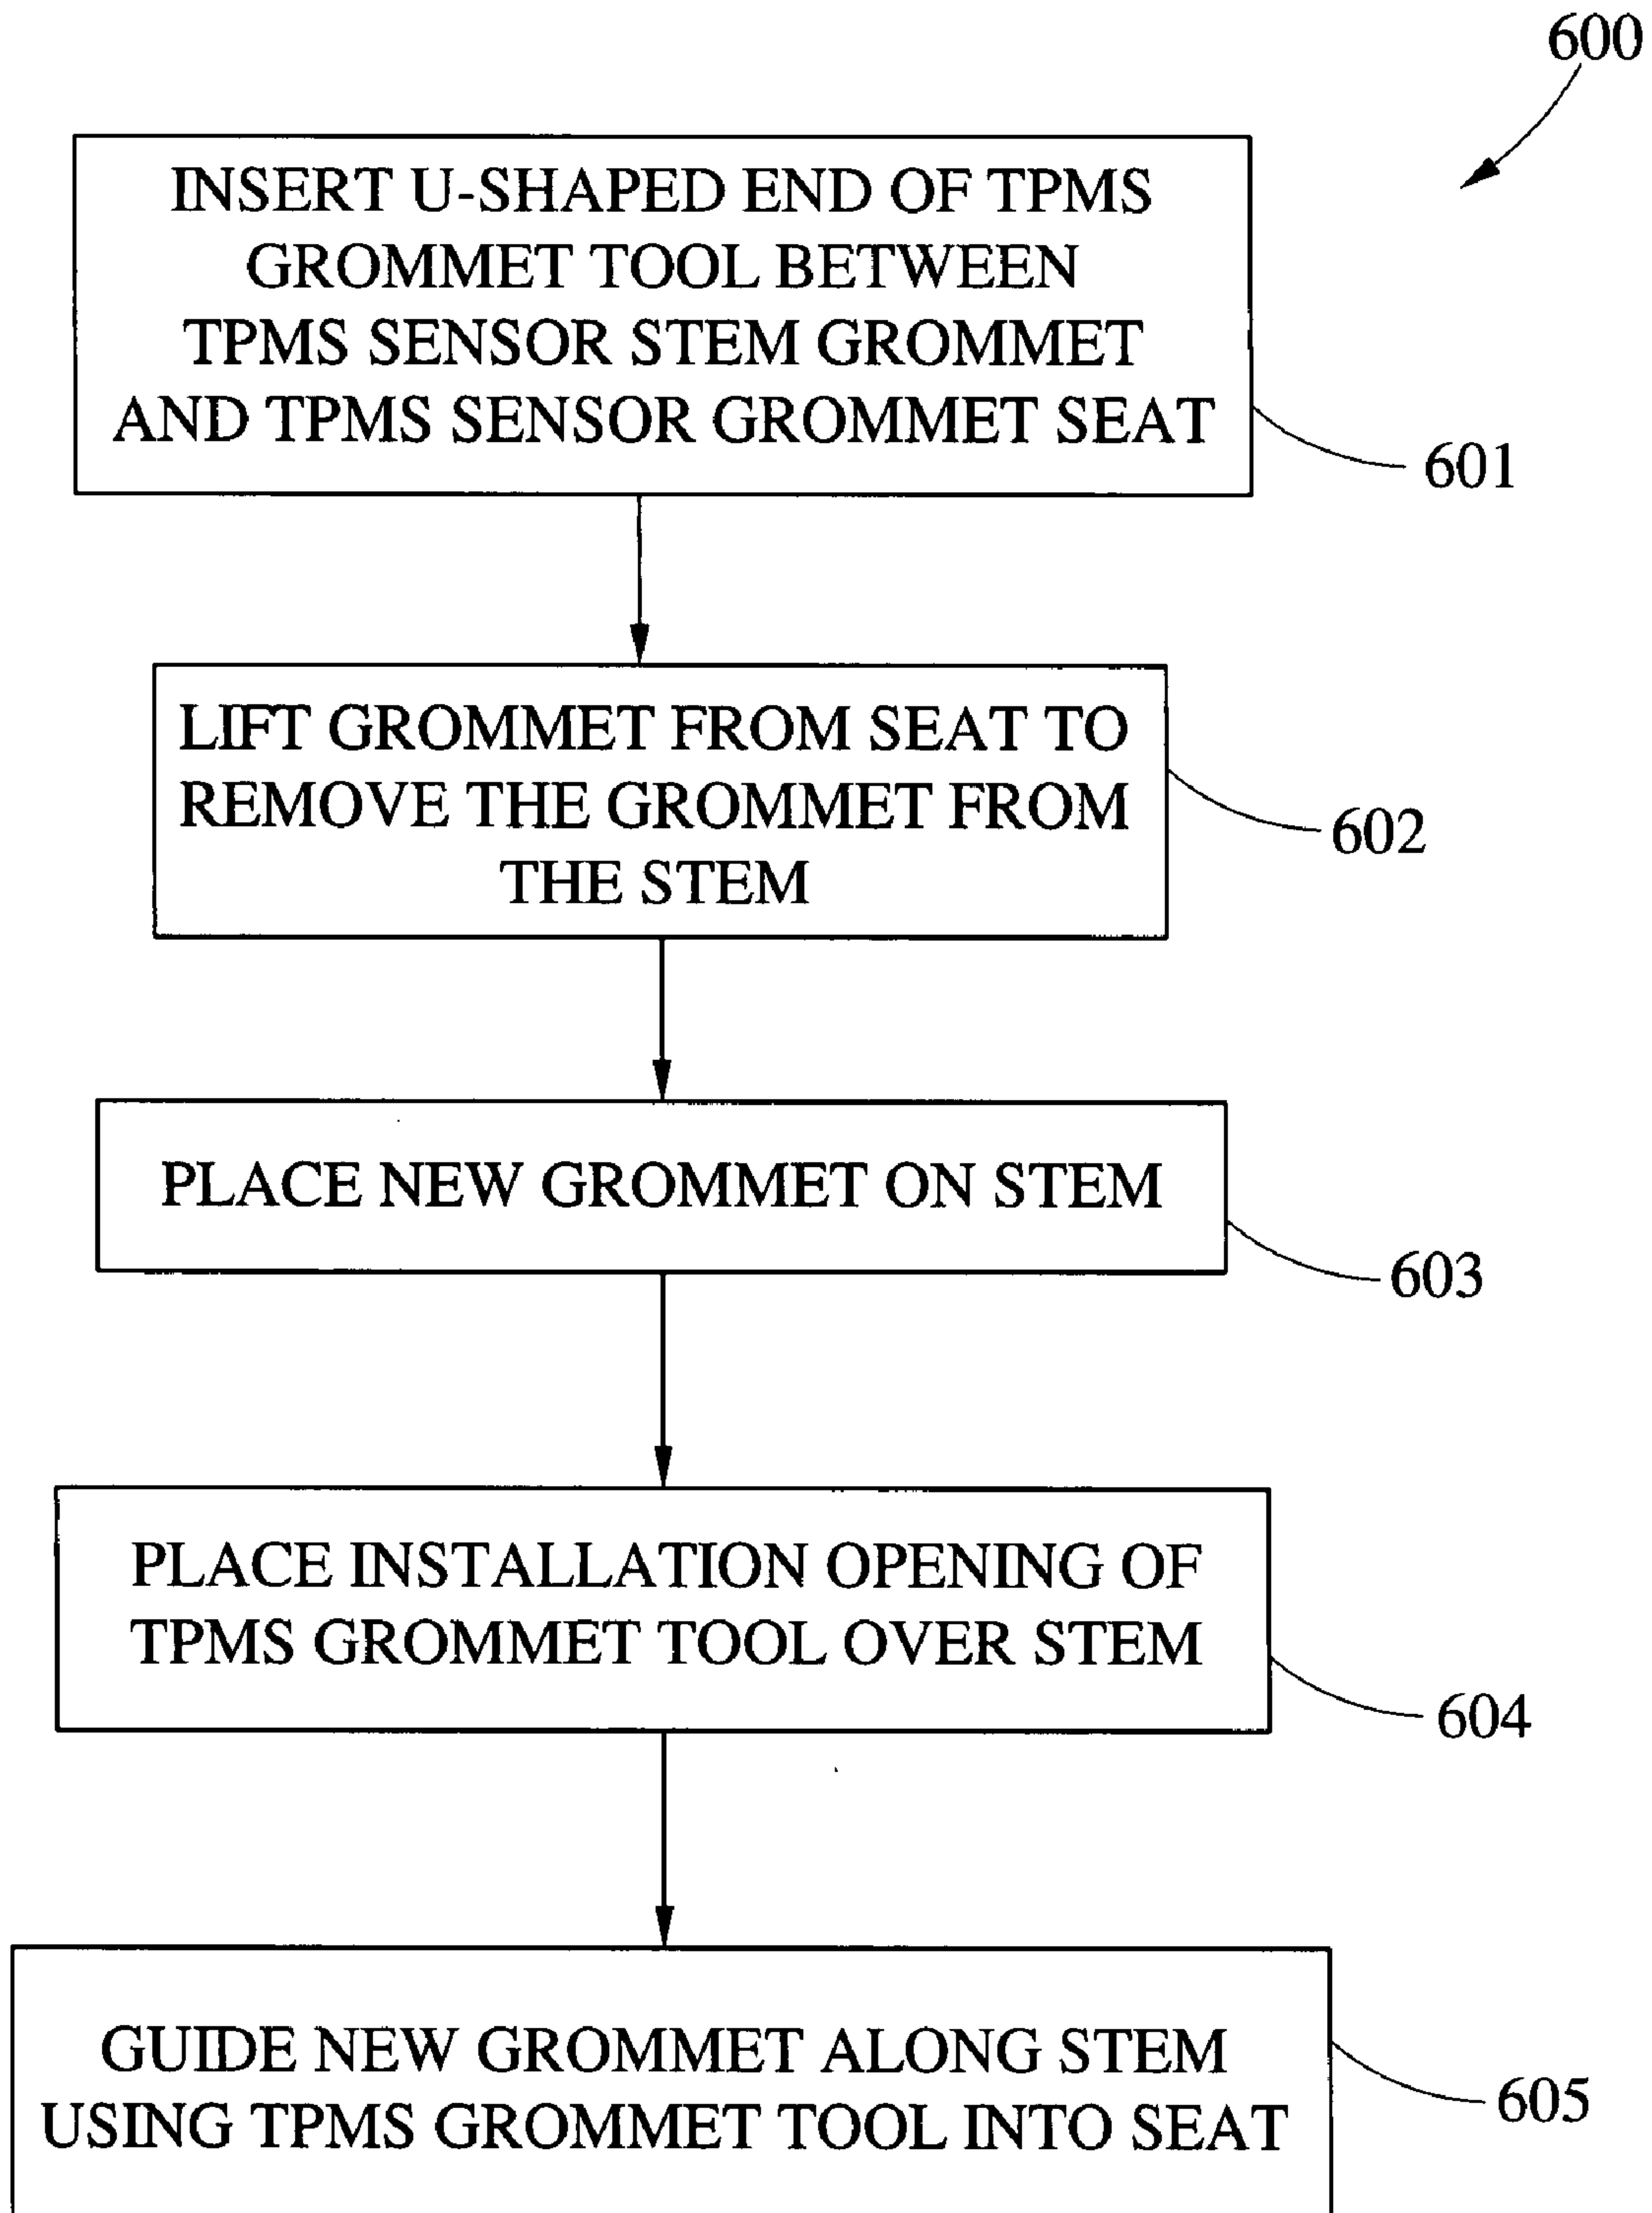 600
INSERT U-SHAPED END OF TPMS
GROMMET TOOL BETWEEN
TPMS SENSOR STEM GROMMET
AND TPMS SENSOR GROMMET SEAT
601
LIFT GROMMET FROM SEAT TO
REMOVE THE GROMMET FROM
THE STEM
602
PLACE NEW GROMMET ON STEM
603
PLACE INSTALLATION OPENING OF
TPMS GROMMET TOOL OVER STEM
604
GUIDE NEW GROMMET ALONG STEM
USING TPMS GROMMET TOOL INTO SEAT
605